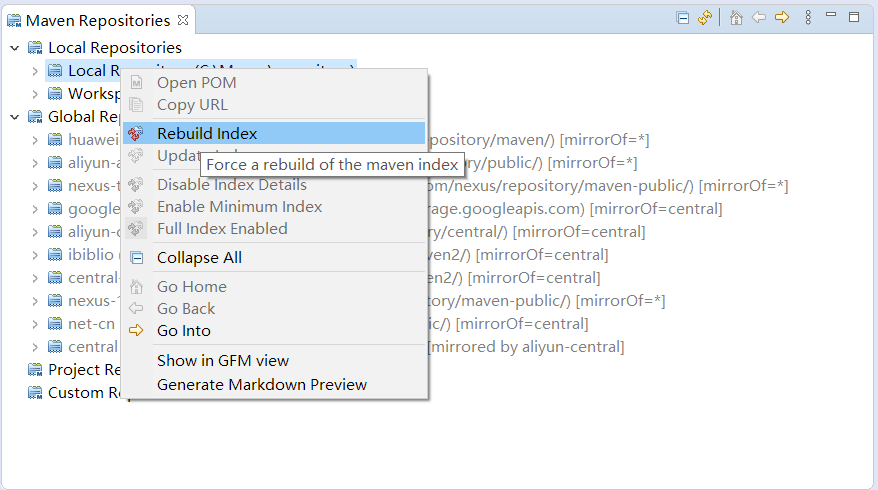 Maven Repositories
Local Repositories
Local
Open POM
Copy URL
Works
Global
Rebuild Index
huawei pository/maven/) [mirrorOf=*]
Update
Force a rebuild of the maven index
aliyun-a ry/public/) [mirrorOf=*]
Disable Index Details
nexus-t om/nexus/repository/maven-public/) [mirrorOf=*]
Enable Minimum Index
google rage.googleapis.com) [mirrorOf=central]
Full Index Enabled
aliyun-c ry/central/) [mirrorOf=central]
Collapse All
ibiblio ven2/) [mirrorOf=central]
central- en2/) [mirrorOf=central]
Go Home
nexus-1 tory/maven-public/) [mirrorOf=*]
Go Back
net-cn ic/) [mirrorOf=central]
Go Into
central [mirrored by aliyun-central]
Show in GFM view
Project Re
Generate Markdown Preview
Custom Re